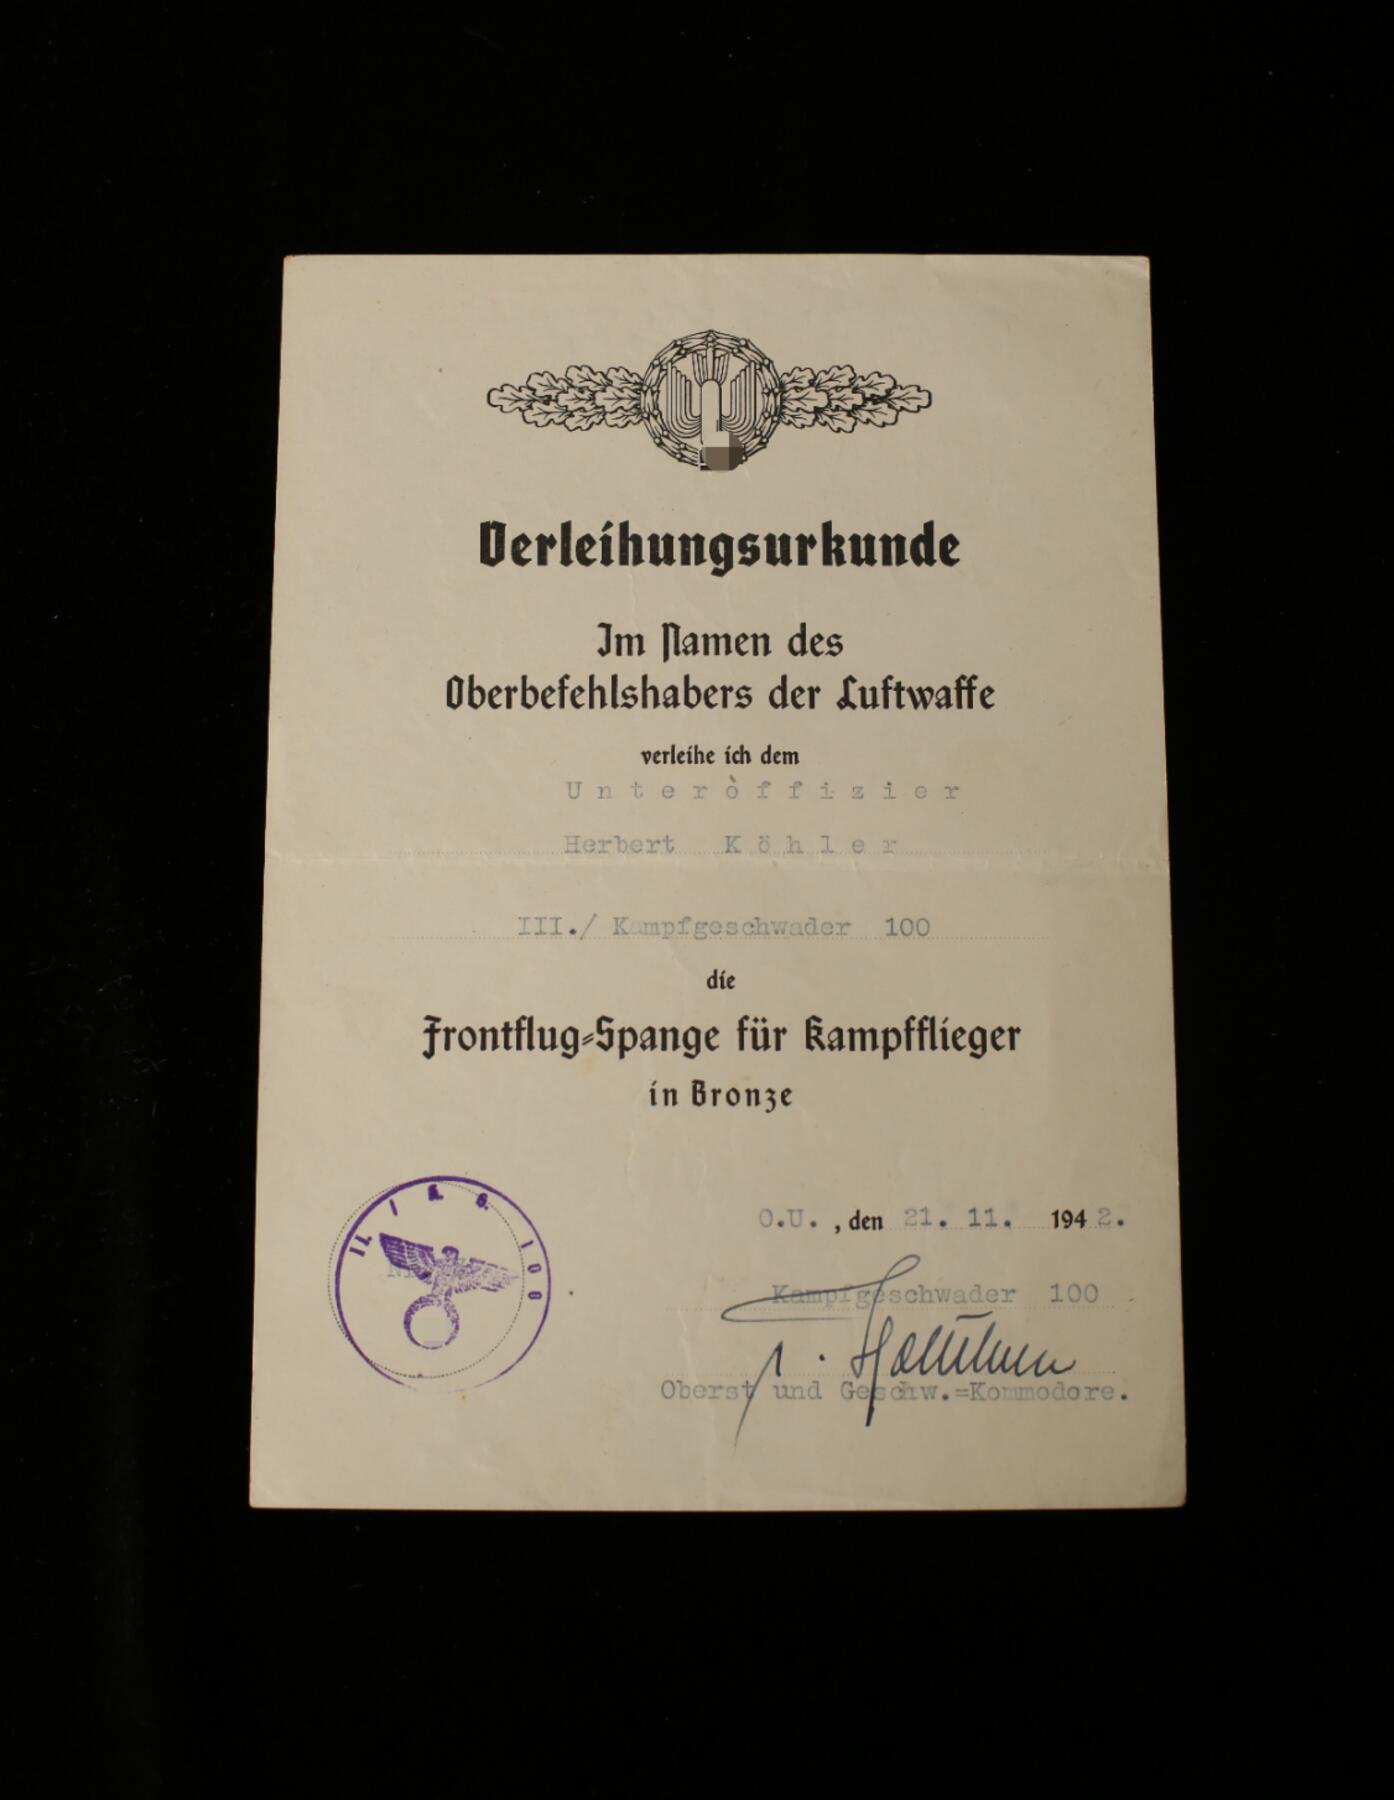 Verleihungsurkunde
Im Namen des
Oberbefehlshabers der Luftwaffe
verleihe ich dem
Unteroffizier
Herbert Köhler
III./ Kampfgeschwader 100
die
Frontflug-Spange für Kampfflieger
in Bronze
O.U. , den 21. 11. 1942.
Kampfgeschwader 100
Oberst und Geschw.=Kommodore.